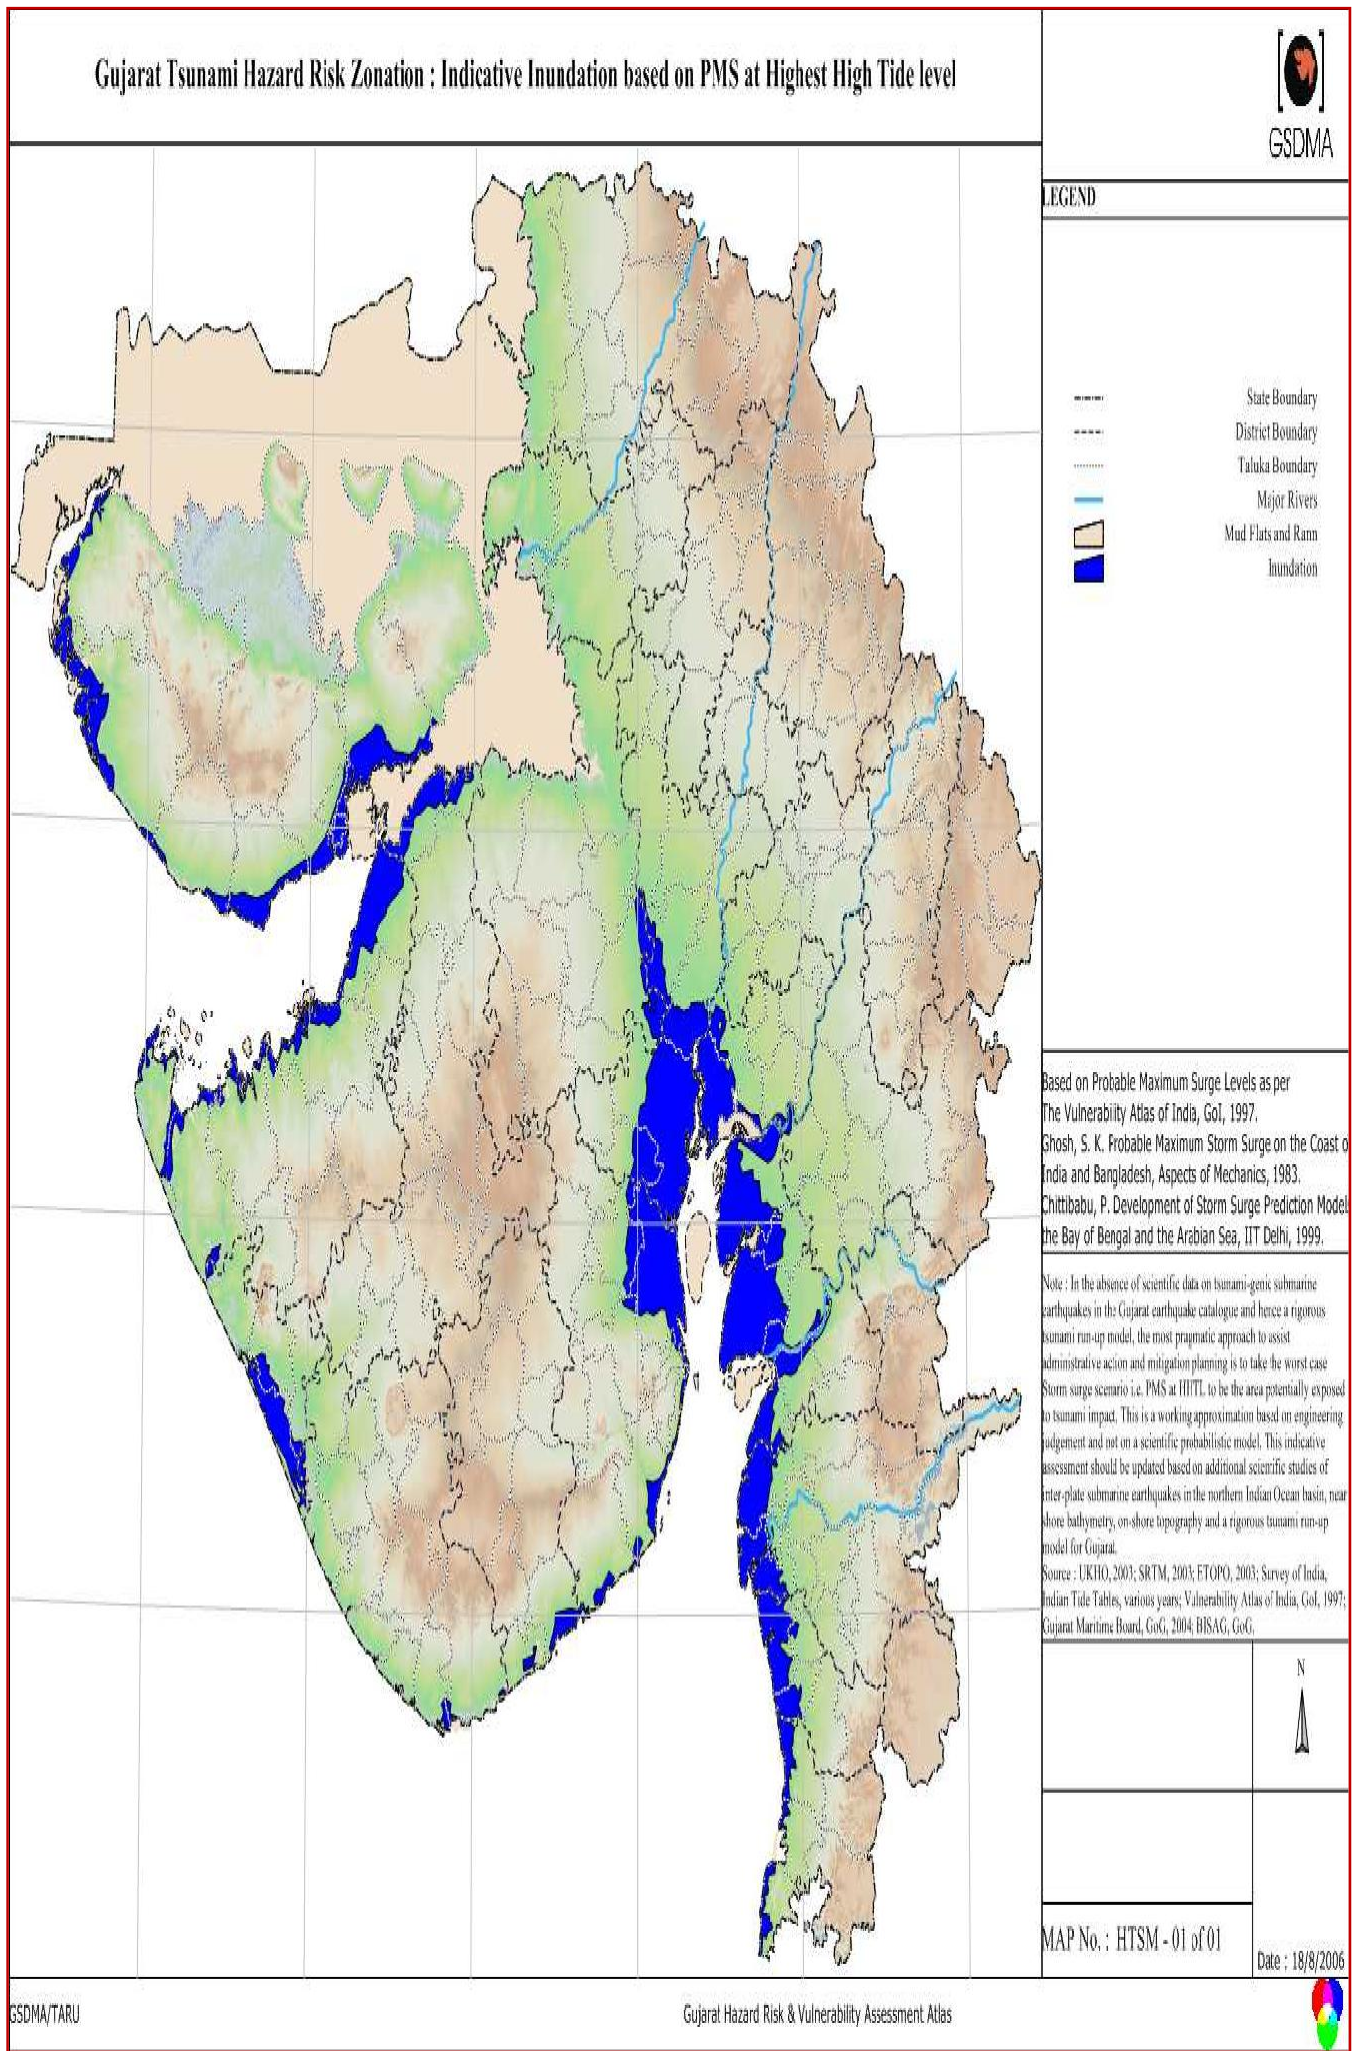 Gujarat Tsunami Hazard Risk Zonation : Indicative Inundation based on PMS at Highest High Tide level
GSDMA
LEGEND
State Boundary
District Boundary
Taluka Boundary
Major Rivers
Mud Flats and Rann
Inundation
Based on Probable Maximum Surge Levels as per
The Vulnerability Atlas of India, GoI, 1997.
Ghosh, S. K. Probable Maximum Storm Surge on the Coast o
India and Bangladesh, Aspects of Mechanics, 1983.
Chittibabu, P. Development of Storm Surge Prediction Model
the Bay of Bengal and the Arabian Sea, IIT Delhi, 1999.
Note : In the absence of scientific data on tsunami-genic submarine
earthquakes in the Gujarat earthquake catalogue and herce a rigorous
tsunami run-up model, the most pragmatic approach to assist
administrative action and mitigation planning is to take the worst case
Storm surge scenario i.e. PMS at HHTL to be the area potentially exposed
to tsunami impact. This is a working approximation based on engineering
judgement and not on a scientific probabilistic model. This indicative
assessment should be updated based on additional scientific studies of
inter-plate submarine earthquakes in the northern Indian Ocean basin, near
shore bathymetry, on-shore topography and a rigorous tsunami run-up
model for Gujarat.
Source : UKHO, 2003; SRTM, 2003; ETOPO, 2003; Survey of India,
Indian Tide Tables, various years; Vulnerability Atlas of India, GoI, 1997;
Gujarat Maritime Board, GoG, 2004; BISAG, GoG.
N
MAP No. : HTSM - 01 of 01
Date : 18/8/2006
GSDMA/TARU
Gujarat Hazard Risk & Vulnerability Assessment Atlas